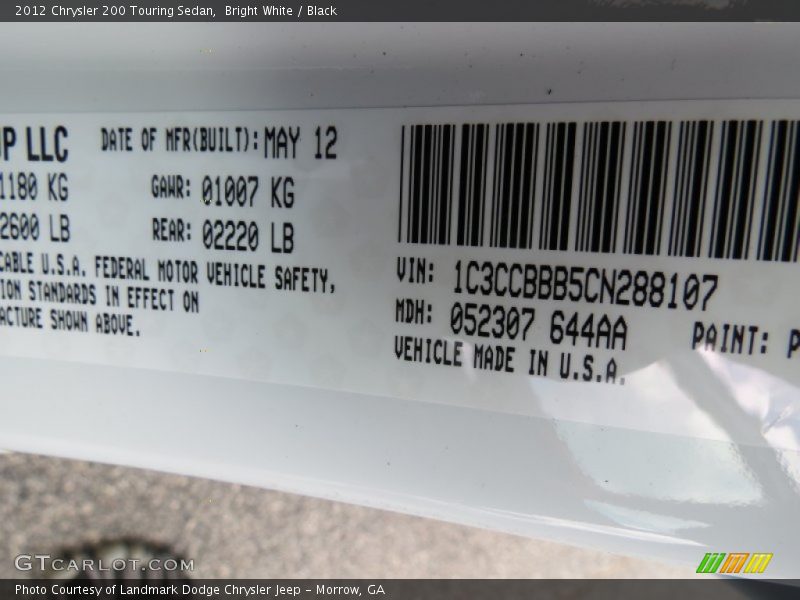 2012 Chrysler 200 Touring Sedan, Bright White / Black
UP LLC DATE OF MFR(BUILT): MAY 12
1180 KG GAWR: 01007 KG
2600 LB REAR: 02220 LB
CABLE U.S.A. FEDERAL MOTOR VEHICLE SAFETY,
ION STANDARDS IN EFFECT ON
ACTURE SHOWN ABOVE.
VIN: 1C3CCBBB5CN288107
MDH: 052307 644AA PAINT: P
VEHICLE MADE IN U.S.A.
GTCARLOT.COM
Photo Courtesy of Landmark Dodge Chrysler Jeep – Morrow, GA